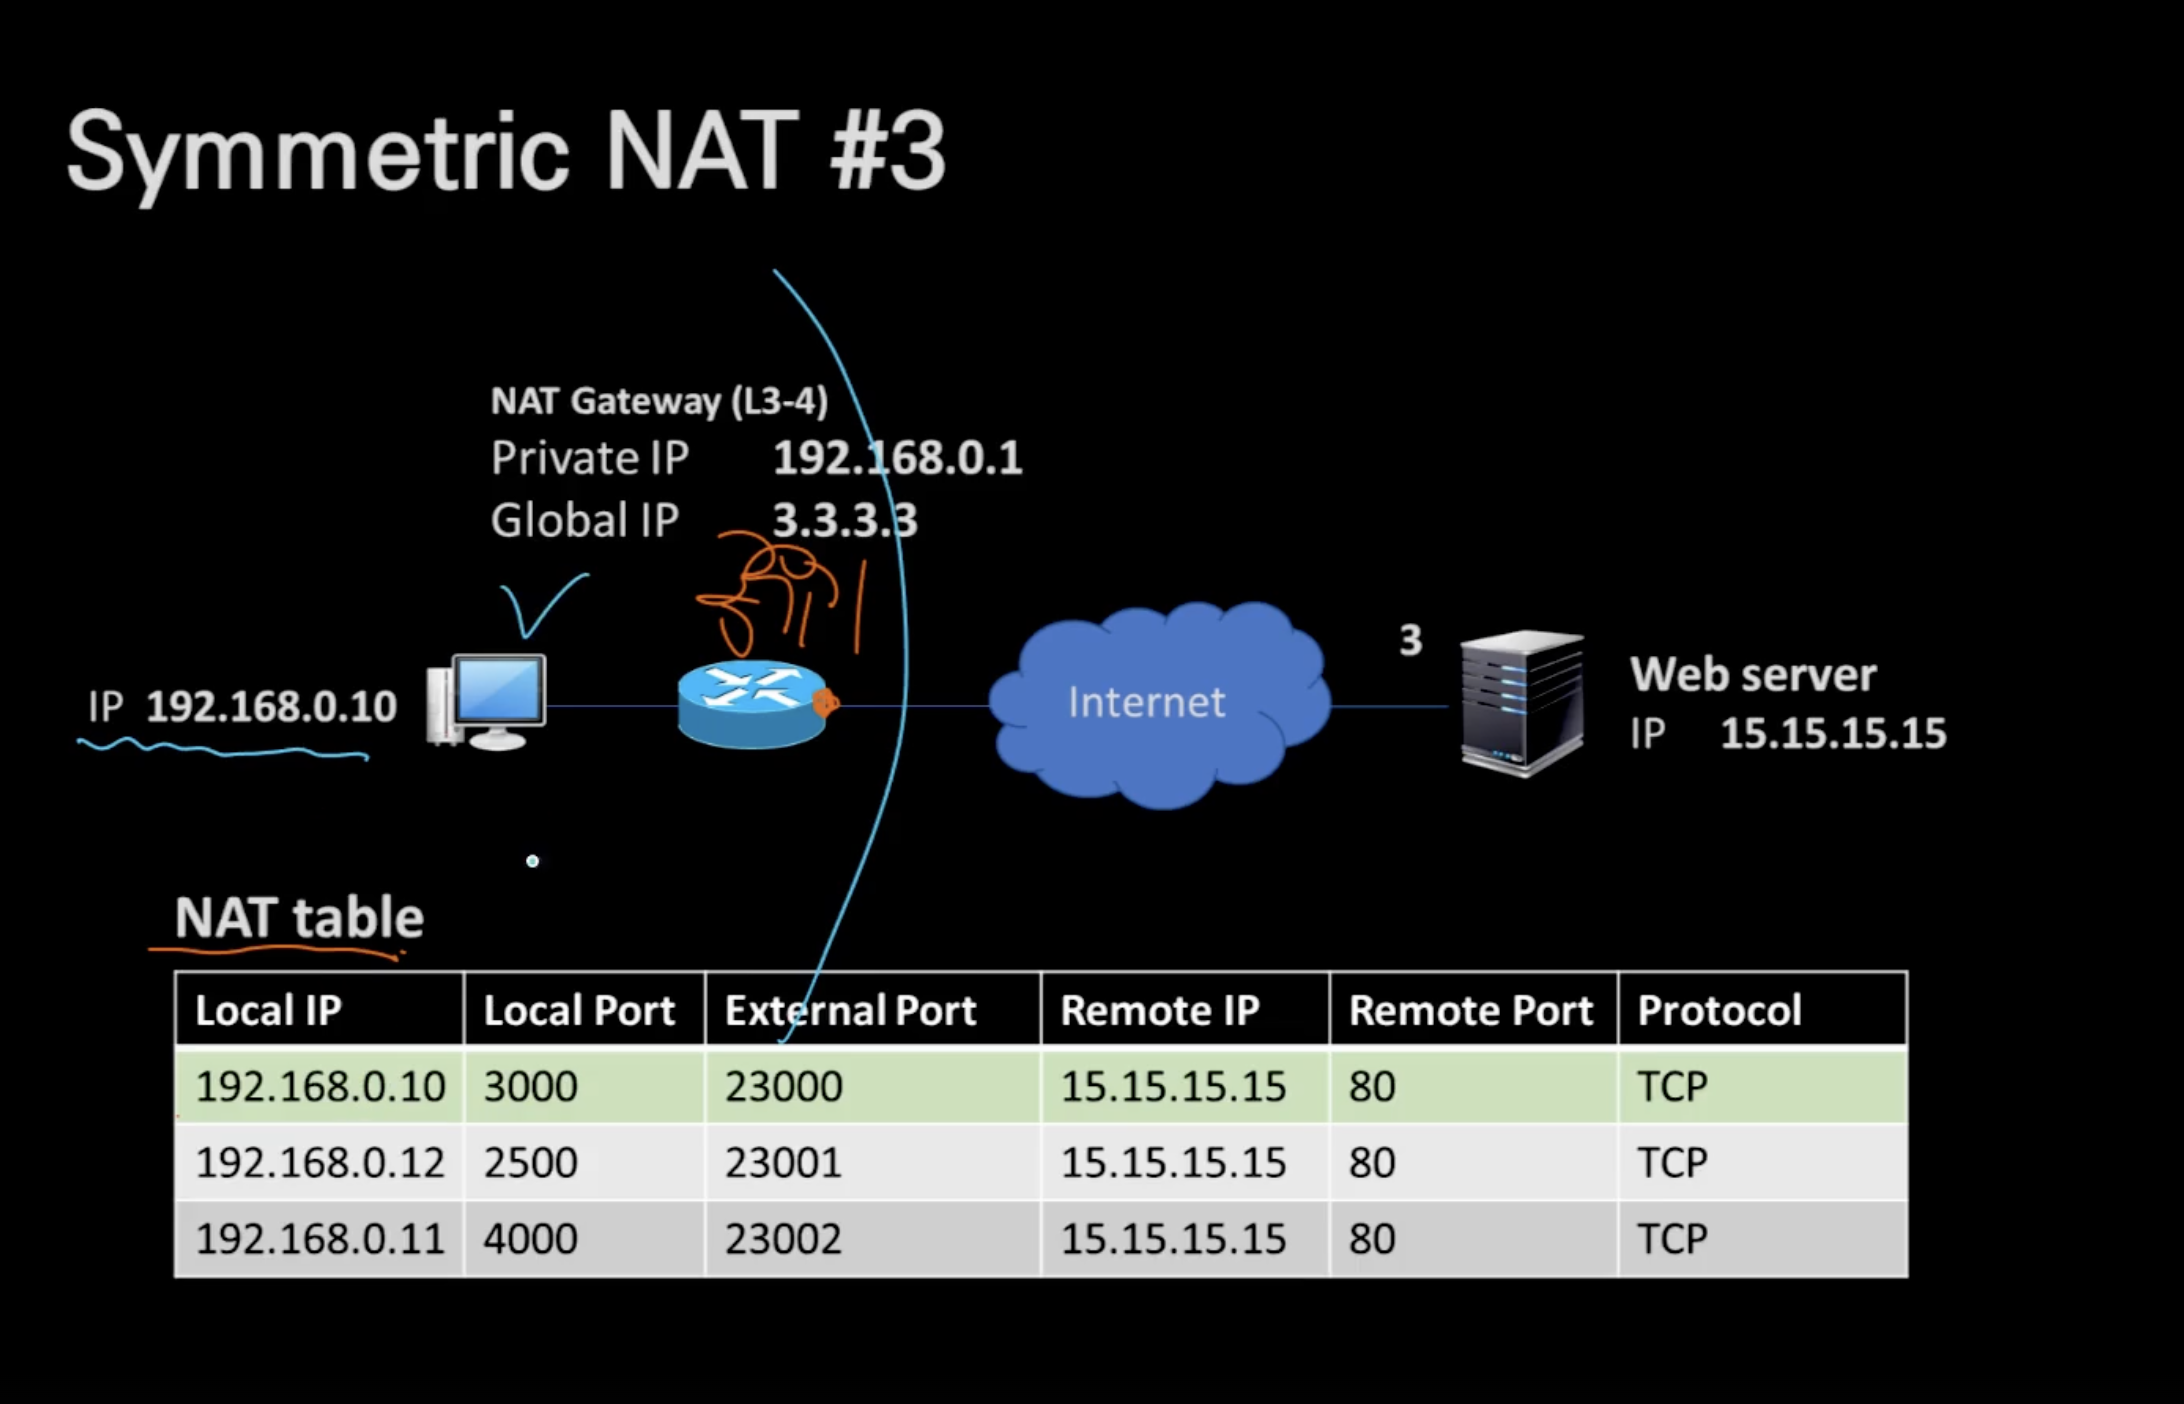 Symmetric NAT #3
NAT Gateway (L3-4)
Private IP 192.168.0.1
Global IP 3.3.3.3
3
IP 192.168.0.10
Internet
Web server
IP 15.15.15.15
NAT table
Local IP Local Port External Port Remote IP Remote Port Protocol
192.168.0.10 3000 23000 15.15.15.15 80 TCP
192.168.0.12 2500 23001 15.15.15.15 80 TCP
192.168.0.11 4000 23002 15.15.15.15 80 TCP